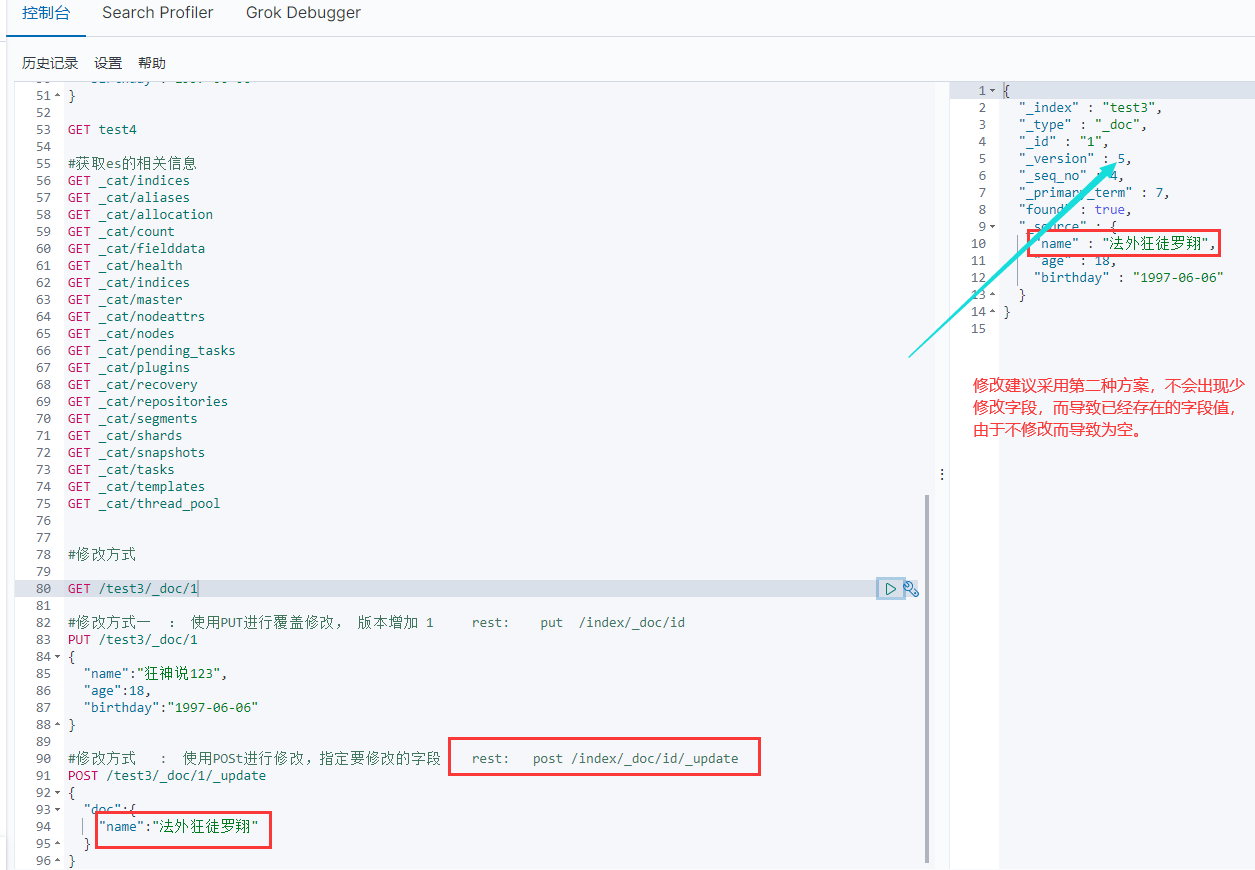 控制台 Search Profiler Grok Debugger
历史记录 设置 帮助
51 }
52
53 GET test4
54
55 #获取es的相关信息
56 GET _cat/indices
57 GET _cat/aliases
58 GET _cat/allocation
59 GET _cat/count
60 GET _cat/fielddata
61 GET _cat/health
62 GET _cat/indices
63 GET _cat/master
64 GET _cat/nodeattrs
65 GET _cat/nodes
66 GET _cat/pending_tasks
67 GET _cat/plugins
68 GET _cat/recovery
69 GET _cat/repositories
70 GET _cat/segments
71 GET _cat/shards
72 GET _cat/snapshots
73 GET _cat/tasks
74 GET _cat/templates
75 GET _cat/thread_pool
76
77
78 #修改方式
79
80 GET /test3/_doc/1
81
82 #修改方式一 : 使用PUT进行覆盖修改, 版本增加 1 rest: put /index/_doc/id
83 PUT /test3/_doc/1
84 {
85 "name":"狂神说123",
86 "age":18,
87 "birthday":"1997-06-06"
88 }
89
90 #修改方式 : 使用POSt进行修改，指定要修改的字段 rest: post /index/_doc/id/_update
91 POST /test3/_doc/1/_update
92 {
93 "doc":{
94 "name":"法外狂徒罗翔"
95 }
96 }
1 {
2 "_index" : "test3",
3 "_type" : "_doc",
4 "_id" : "1",
5 "_version" : 5,
6 "_seq_no" : 4,
7 "_primary_term" : 7,
8 "found" : true,
9 "_source" : {
10 "name" : "法外狂徒罗翔",
11 "age" : 18,
12 "birthday" : "1997-06-06"
13 }
14 }
15
修改建议采用第二种方案，不会出现少
修改字段，而导致已经存在的字段值，
由于不修改而导致为空。